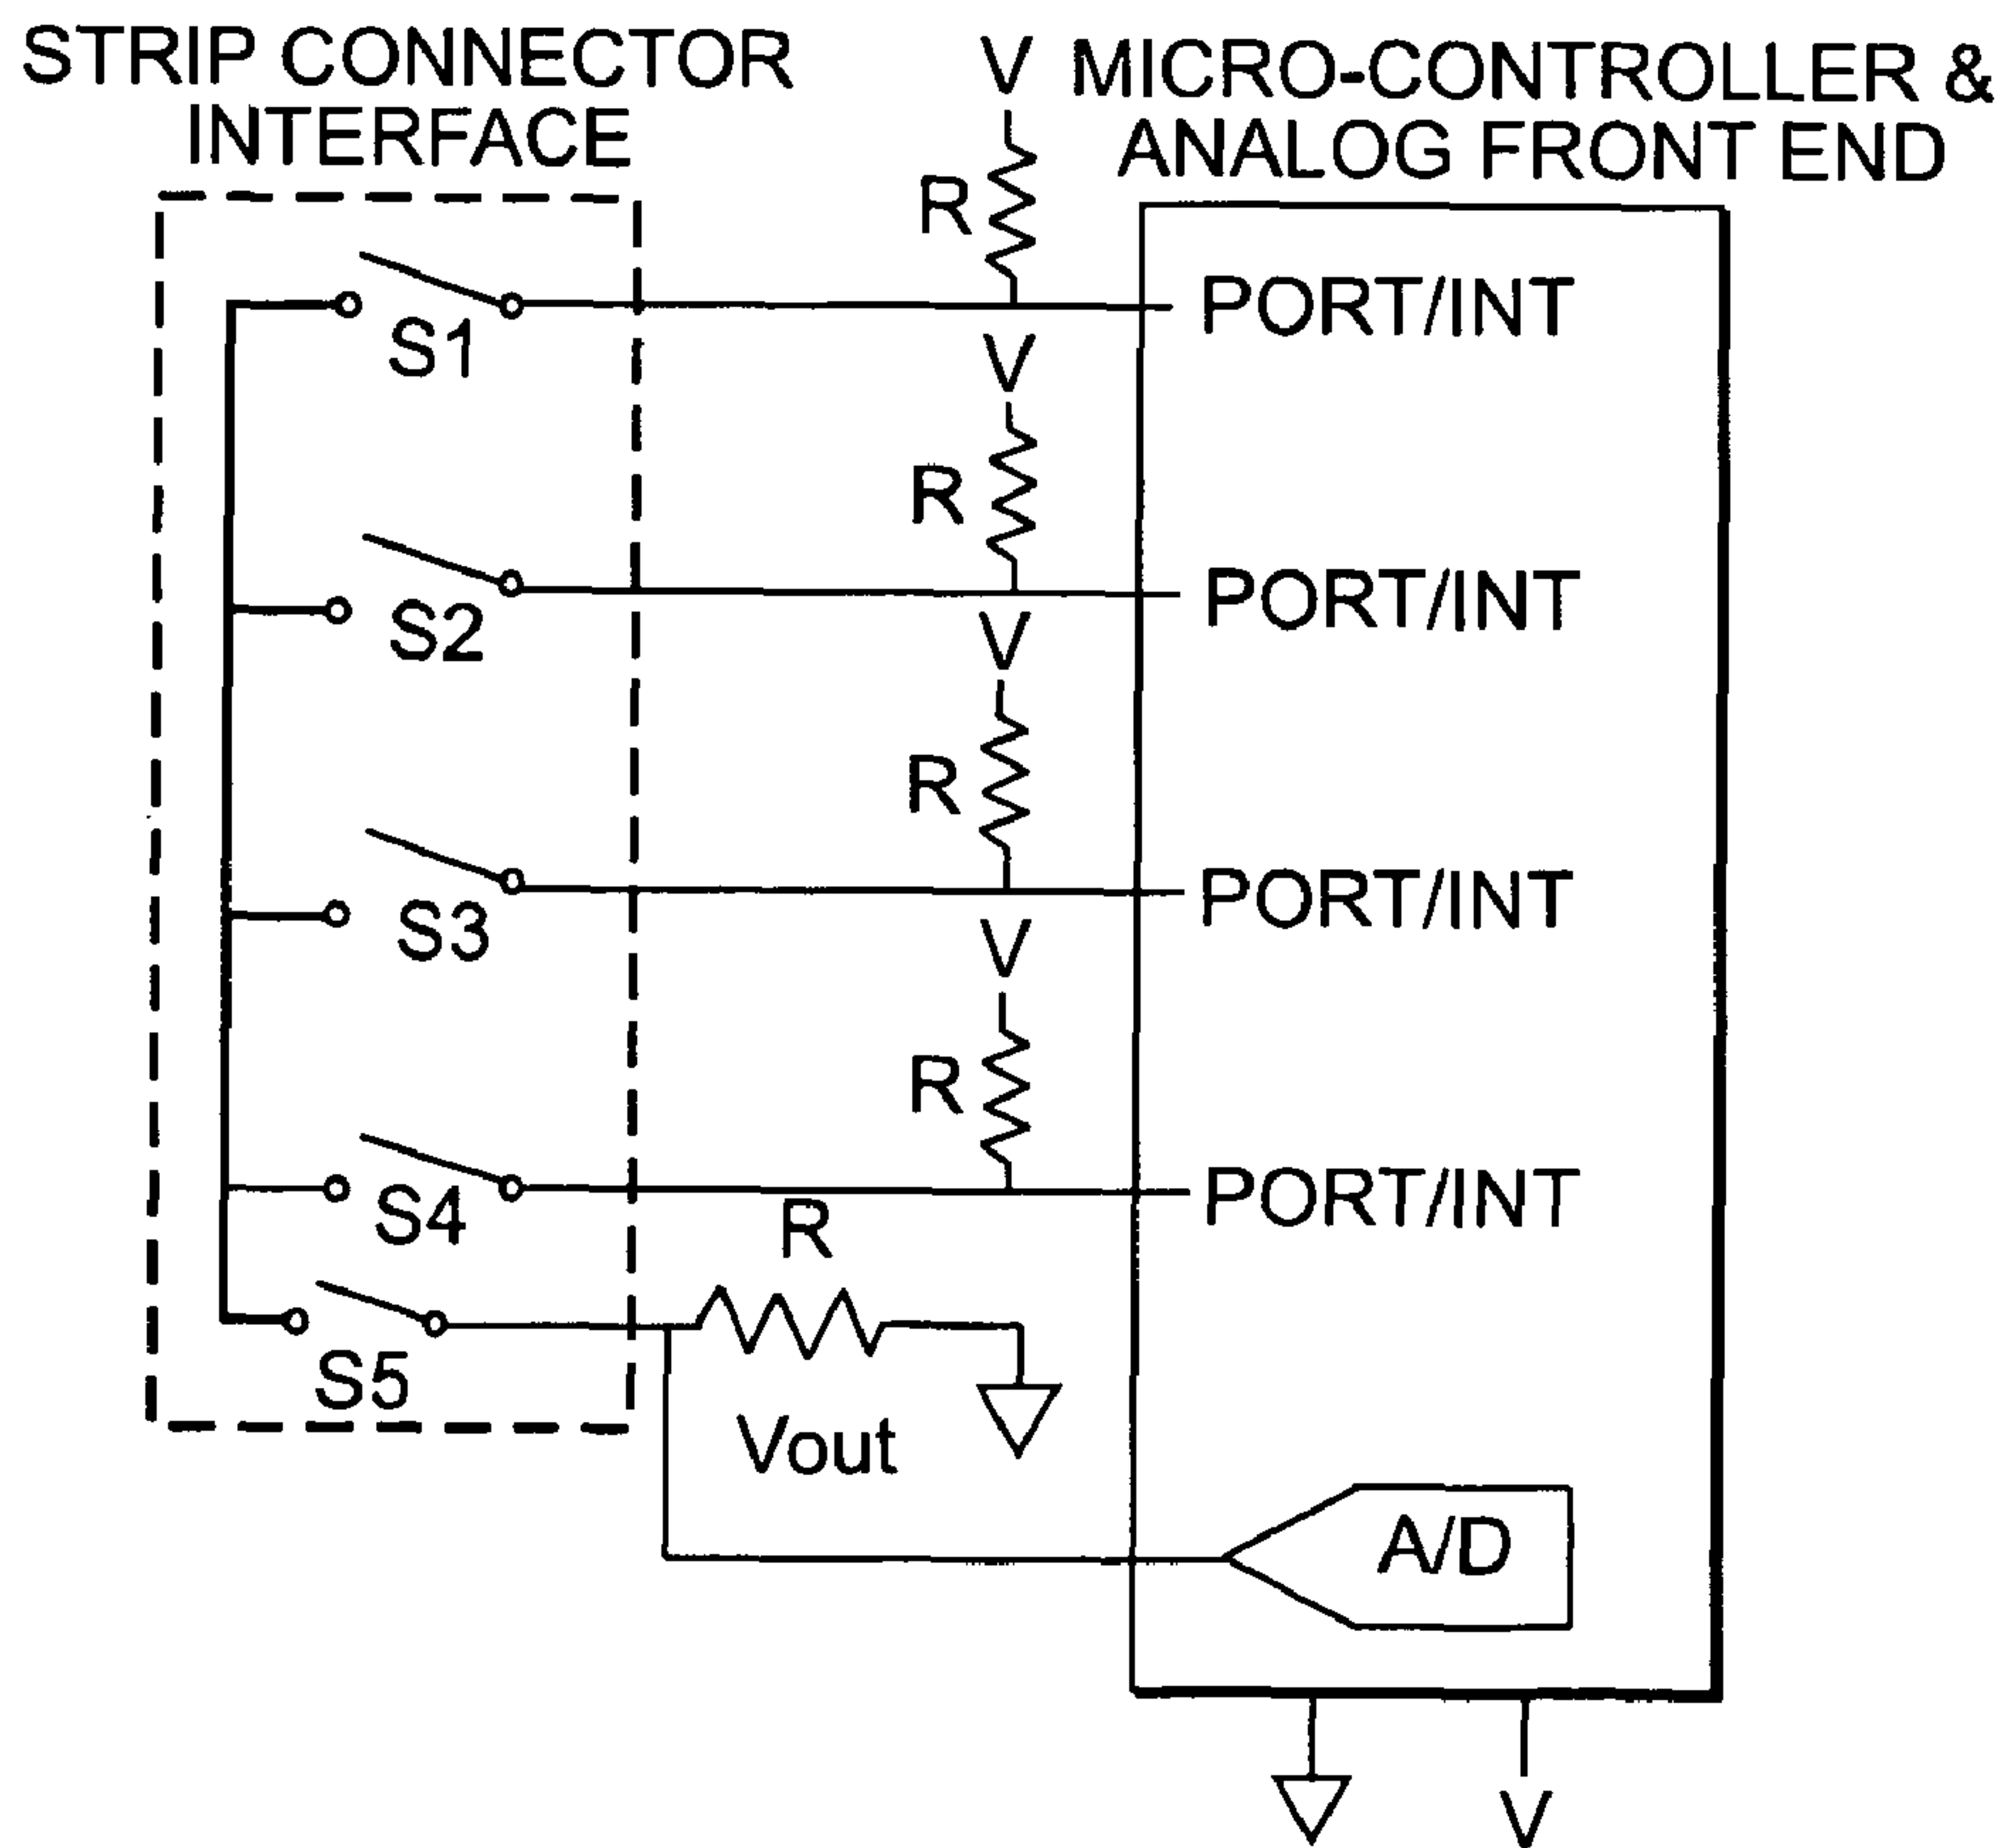 STRIP CONNECTOR
INTERFACE
V
MICRO-CONTROLLER &
ANALOG FRONT END
R
PORT/INT
S1
V
R
PORT/INT
S2
V
R
PORT/INT
S3
V
R
PORT/INT
S4
R
S5
Vout
A/D
V